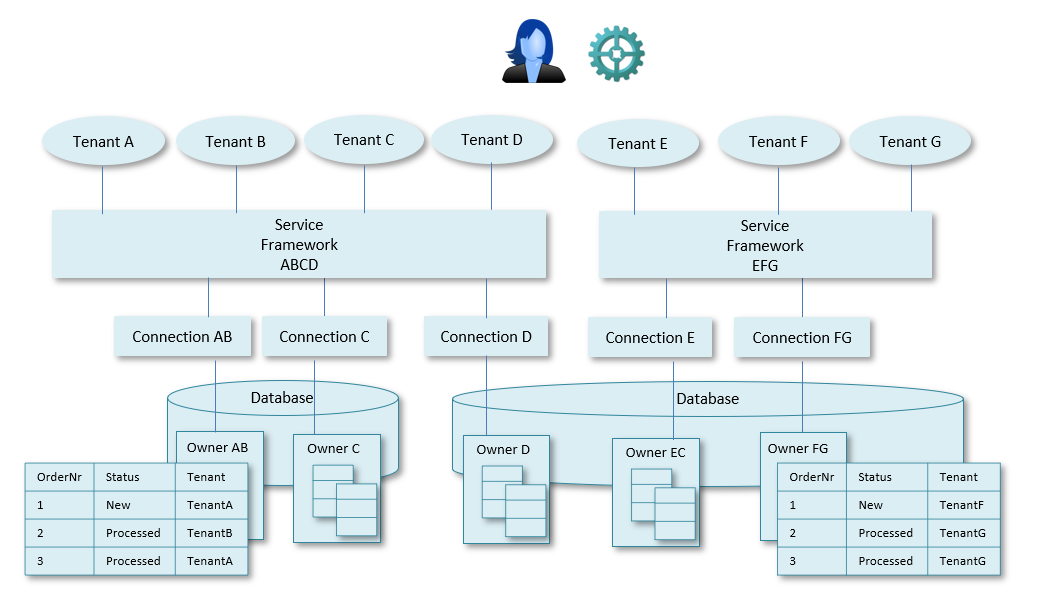 Tenant A
Tenant B
Tenant C
Tenant D
Tenant E
Tenant F
Tenant G
Service
Framework
ABCD
Service
Framework
EFG
Connection AB
Connection C
Connection D
Connection E
Connection FG
Database
Database
Owner AB
Owner C
Owner D
Owner EC
Owner FG
OrderNr Status Tenant
1 New TenantA
2 Processed TenantB
3 Processed TenantA
OrderNr Status Tenant
1 New TenantF
2 Processed TenantG
3 Processed TenantG